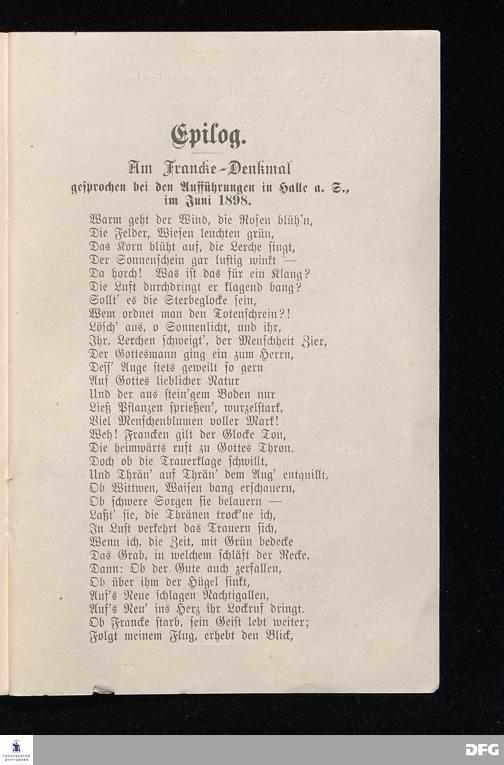 Epilog.
Am Francke-Denkmal
gesprochen bei den Aufführungen in Halle a. S.,
im Juni 1898.
Warm geht der Wind, die Rosen blüh'n,
Die Felder, Wiesen leuchten grün,
Das Korn blüht auf, die Lerche singt,
Der Sonnenschein gar lustig winkt —
Da horch! Was ist das für ein Klang?
Die Luft durchdringt er klagend bang?
Sollt' es die Sterbeglocke sein,
Wem ordnet man den Totenschrein?!
Lösch' aus, o Sonnenlicht, und ihr,
Ihr, Lerchen schweigt', der Menschheit Zier,
Der Gottesmann ging ein zum Herrn,
Dess' Auge stets geweilt so gern
Auf Gottes lieblicher Natur
Und der aus stein'gem Boden nur
Ließ Pflanzen sprießen', wurzelstark,
Viel Menschenblumen voller Mark!
Weh! Francken gilt der Glocke Ton,
Die heimwärts ruft zu Gottes Thron.
Doch ob die Trauerklage schwillt,
Und Thrän' auf Thrän' dem Aug' entquillt,
Ob Wittwen, Waisen bang erschauern,
Ob schwere Sorgen sie belauern —
Laßt' sie, die Thränen trock'ne ich,
In Lust verkehrt das Trauern sich,
Wenn ich, die Zeit, mit Grün bedecke
Das Grab, in welchem schläft der Recke.
Dann: Ob der Gute auch zerfallen,
Ob über ihm der Hügel sinkt,
Auf's Neue schlagen Nachtigallen,
Auf's Neu' ins Herz ihr Lockruf dringt.
Ob Francke starb, sein Geist lebt weiter;
Folgt meinem Flug, erhebt den Blick,
FRANCKESCHE STIFTUNGEN
DFG